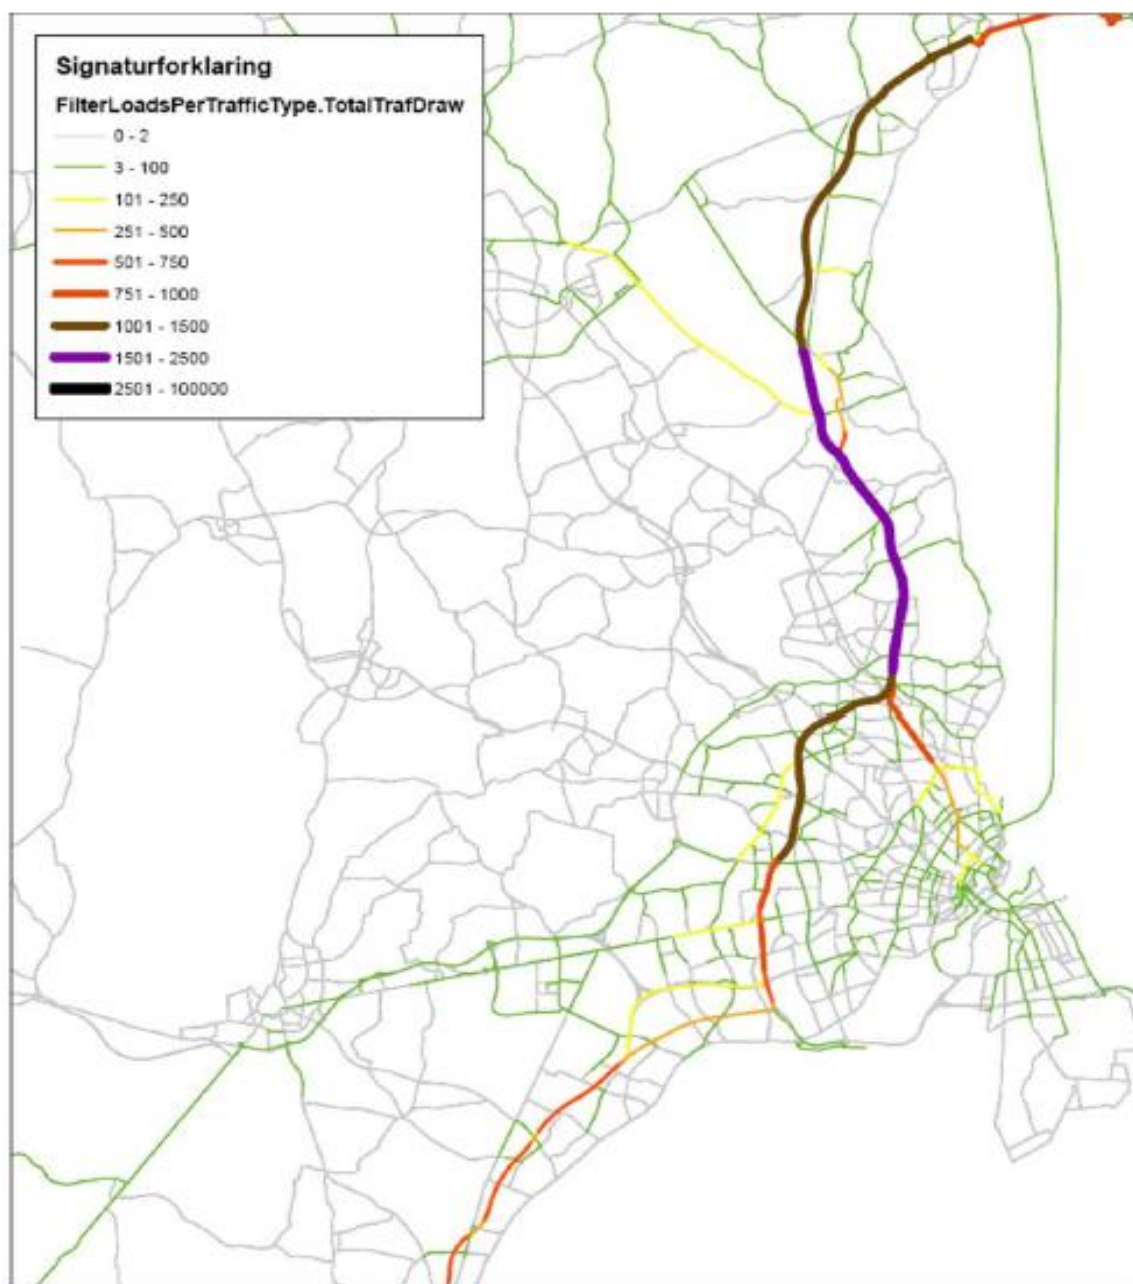 Signaturforklaring
FilterLoadsPerTrafficType.TotalTrafDraw
0 - 2
3 - 100
101 - 250
251 - 500
501 - 750
751 - 1000
1001 - 1500
1501 - 2500
2501 - 100000